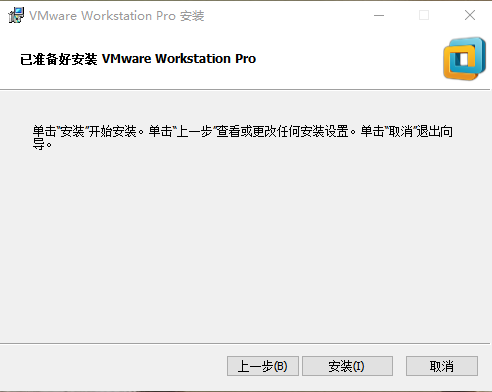 VMware Workstation Pro 安装
已准备好安装 VMware Workstation Pro
单击“安装”开始安装。单击“上一步”查看或更改任何安装设置。单击“取消”退出向
导。
上一步(B)
安装(I)
取消